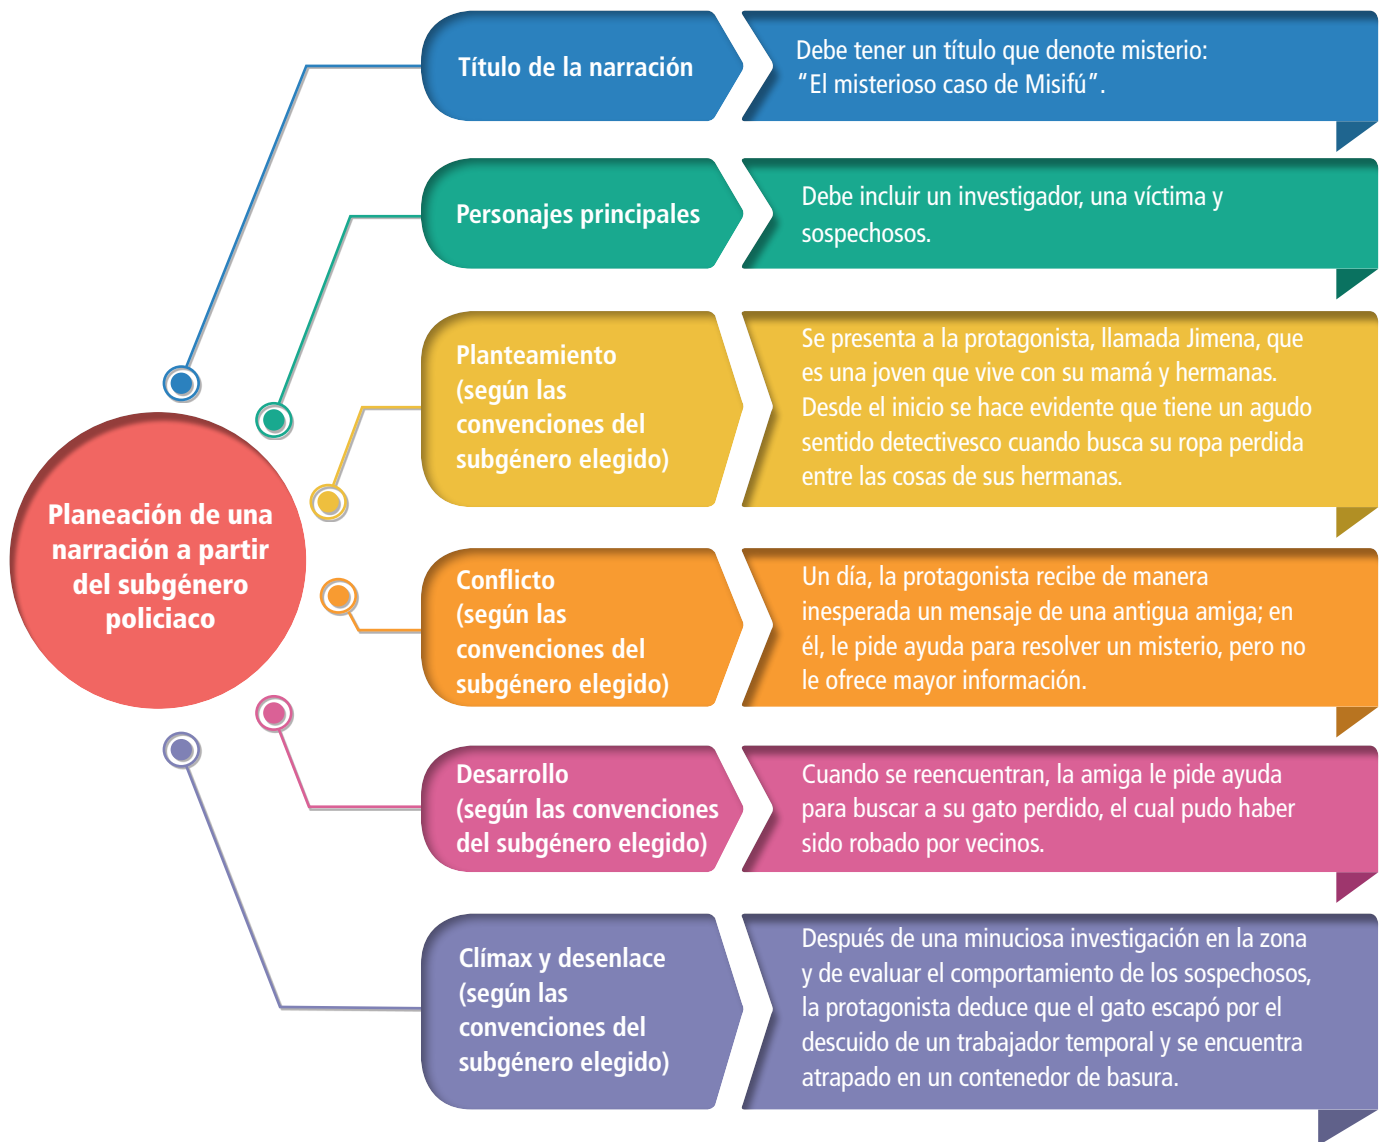 Título de la narración
Debe tener un título que denote misterio:
“El misterioso caso de Misifú”.
Personajes principales
Debe incluir un investigador, una víctima y
sospechosos.
Planteamiento
(según las
convenciones del
subgénero elegido)
Se presenta a la protagonista, llamada Jimena, que
es una joven que vive con su mamá y hermanas.
Desde el inicio se hace evidente que tiene un agudo
sentido detectivesco cuando busca su ropa perdida
entre las cosas de sus hermanas.
Planeación de una
narración a partir
del subgénero
policiaco
Conflicto
(según las
convenciones del
subgénero elegido)
Un día, la protagonista recibe de manera
inesperada un mensaje de una antigua amiga; en
él, le pide ayuda para resolver un misterio, pero no
le ofrece mayor información.
Desarrollo
(según las convenciones
del subgénero elegido)
Cuando se reencuentran, la amiga le pide ayuda
para buscar a su gato perdido, el cual pudo haber
sido robado por vecinos.
Clímax y desenlace
(según las
convenciones del
subgénero elegido)
Después de una minuciosa investigación en la zona
y de evaluar el comportamiento de los sospechosos,
la protagonista deduce que el gato escapó por el
descuido de un trabajador temporal y se encuentra
atrapado en un contenedor de basura.